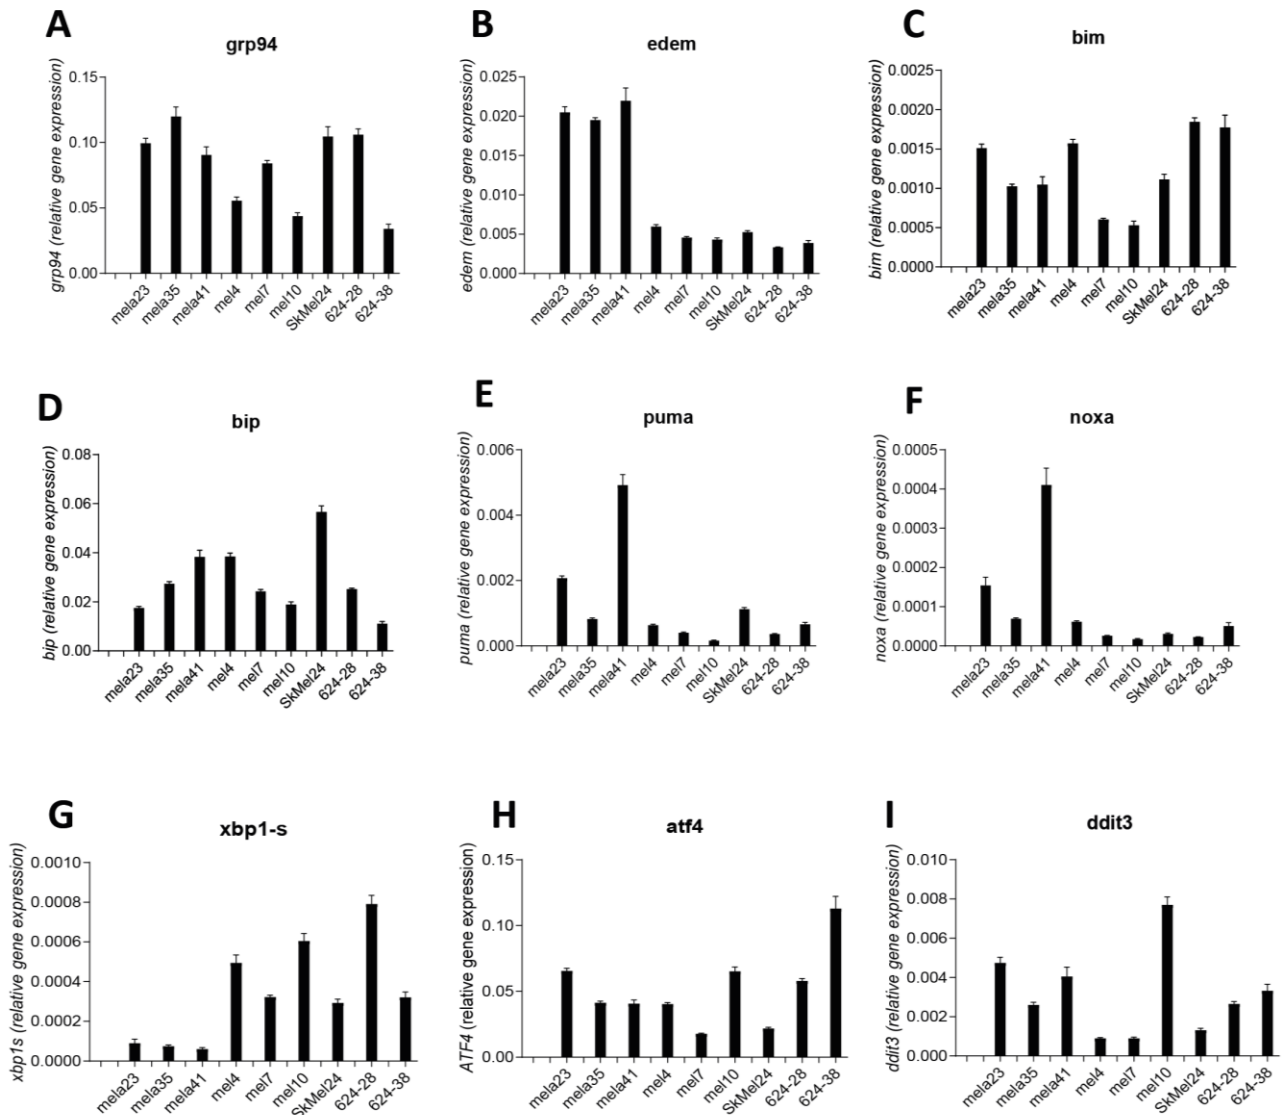 A
grp94
grp94 (relative gene expression)
0.15
0.10
0.05
0.00
mela23
mela35
mela41
mel4
mel7
mel10
SkMel24
624-28
624-38
B
edem
edem (relative gene expression)
0.025
0.020
0.015
0.010
0.005
0.000
mela23
mela35
mela41
mel4
mel7
mel10
SkMel24
624-28
624-38
C
bim
bim (relative gene expression)
0.0025
0.0020
0.0015
0.0010
0.0005
0.0000
mela23
mela35
mela41
mel4
mel7
mel10
SkMel24
624-28
624-38
D
bip
bip (relative gene expression)
0.08
0.06
0.04
0.02
0.00
mela23
mela35
mela41
mel4
mel7
mel10
SkMel24
624-28
624-38
E
puma
puma (relative gene expression)
0.006
0.004
0.002
0.000
mela23
mela35
mela41
mel4
mel7
mel10
SkMel24
624-28
624-38
F
noxa
noxa (relative gene expression)
0.0005
0.0004
0.0003
0.0002
0.0001
0.0000
mela23
mela35
mela41
mel4
mel7
mel10
SkMel24
624-28
624-38
G
xbp1-s
xbp1s (relative gene expression)
0.0010
0.0008
0.0006
0.0004
0.0002
0.0000
mela23
mela35
mela41
mel4
mel7
mel10
SkMel24
624-28
624-38
H
atf4
ATF4 (relative gene expression)
0.15
0.10
0.05
0.00
mela23
mela35
mela41
mel4
mel7
mel10
SkMel24
624-28
624-38
I
ddit3
ddit3 (relative gene expression)
0.010
0.008
0.006
0.004
0.002
0.000
mela23
mela35
mela41
mel4
mel7
mel10
SkMel24
624-28
624-38